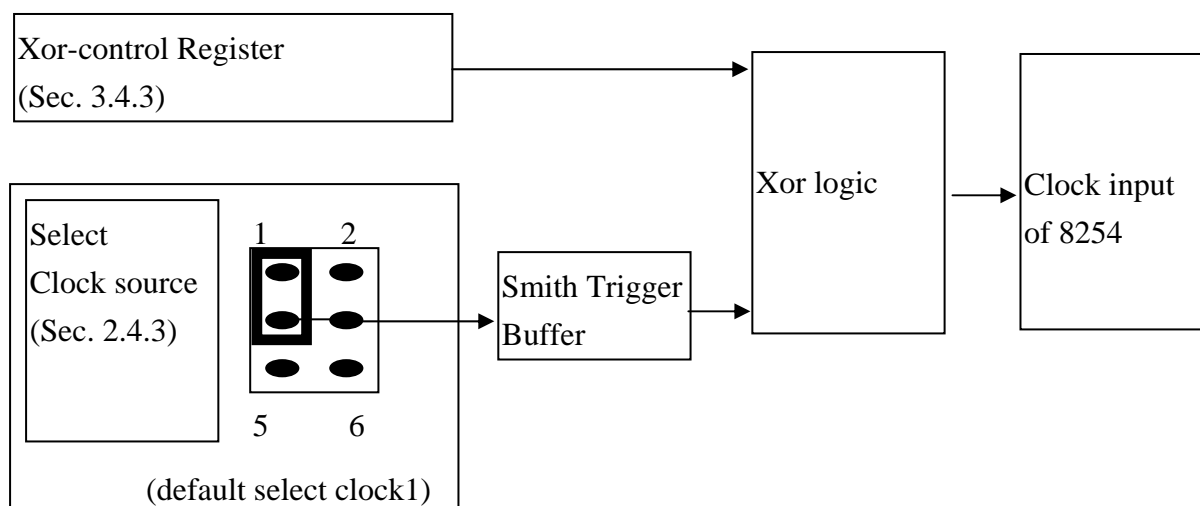 Xor-control Register
(Sec. 3.4.3)
Xor logic
Clock input
of 8254
Select
Clock source
(Sec. 2.4.3)
1 2
5 6
(default select clock1)
Smith Trigger
Buffer